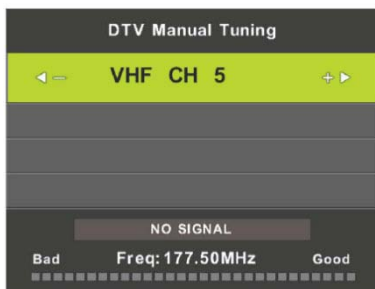 DTV Manual Tuning
VHF CH 5
NO SIGNAL
Bad Freq:177.50MHz Good